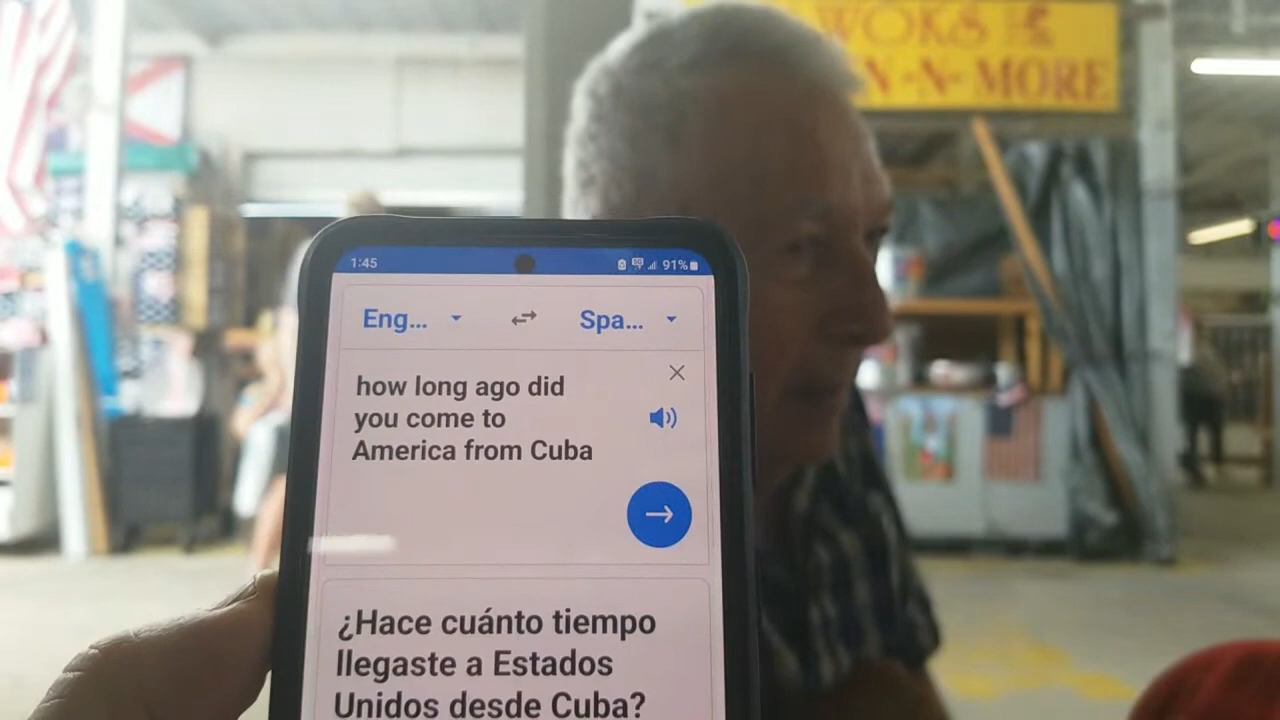 WOKS
N-N-MORE
1:45
91%
Eng...
Spa...
how long ago did
you come to
America from Cuba
¿Hace cuánto tiempo
llegaste a Estados
Unidos desde Cuba?